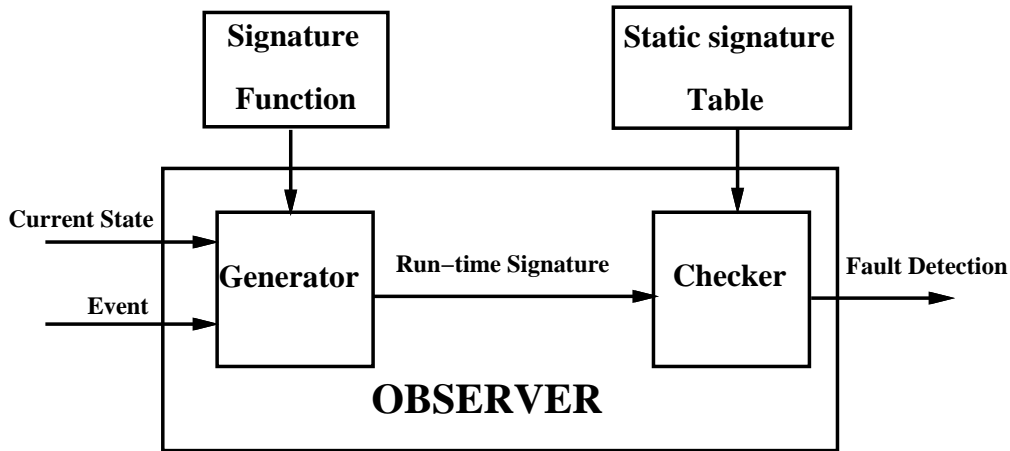 Signature
Function
Static signature
Table
Current State
Event
Generator
Run−time Signature
Checker
Fault Detection
OBSERVER